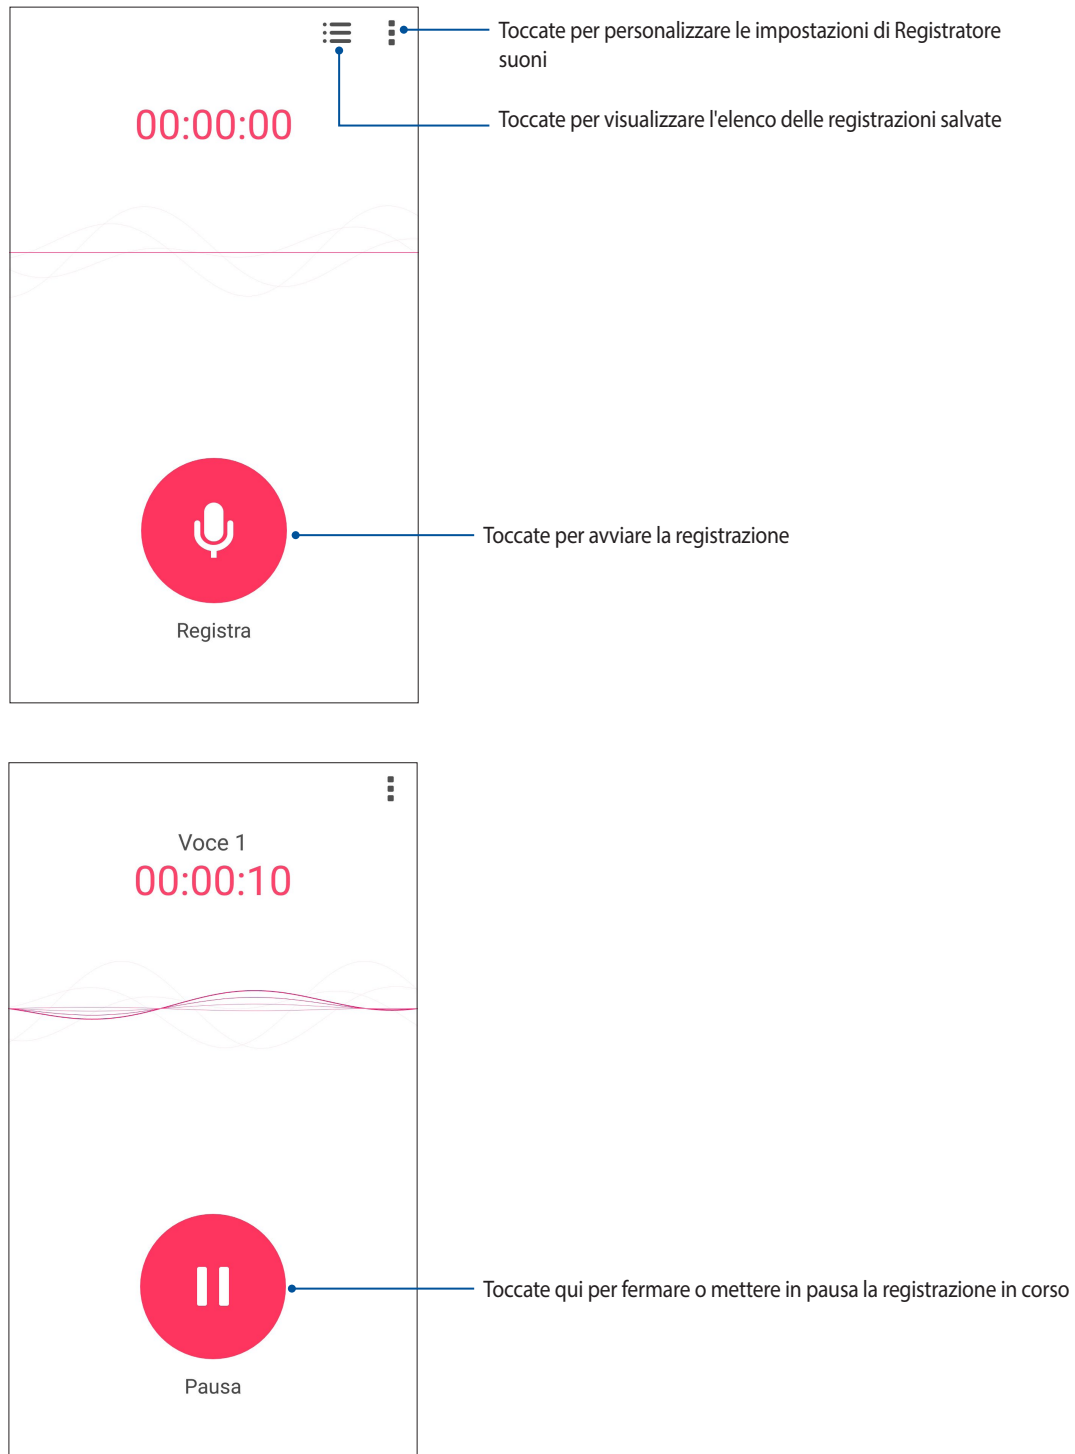 Toccate per personalizzare le impostazioni di Registratore
suoni
00:00:00
Toccate per visualizzare l'elenco delle registrazioni salvate
Toccate per avviare la registrazione
Registra
Voce 1
00:00:10
Toccate qui per fermare o mettere in pausa la registrazione in corso
Pausa